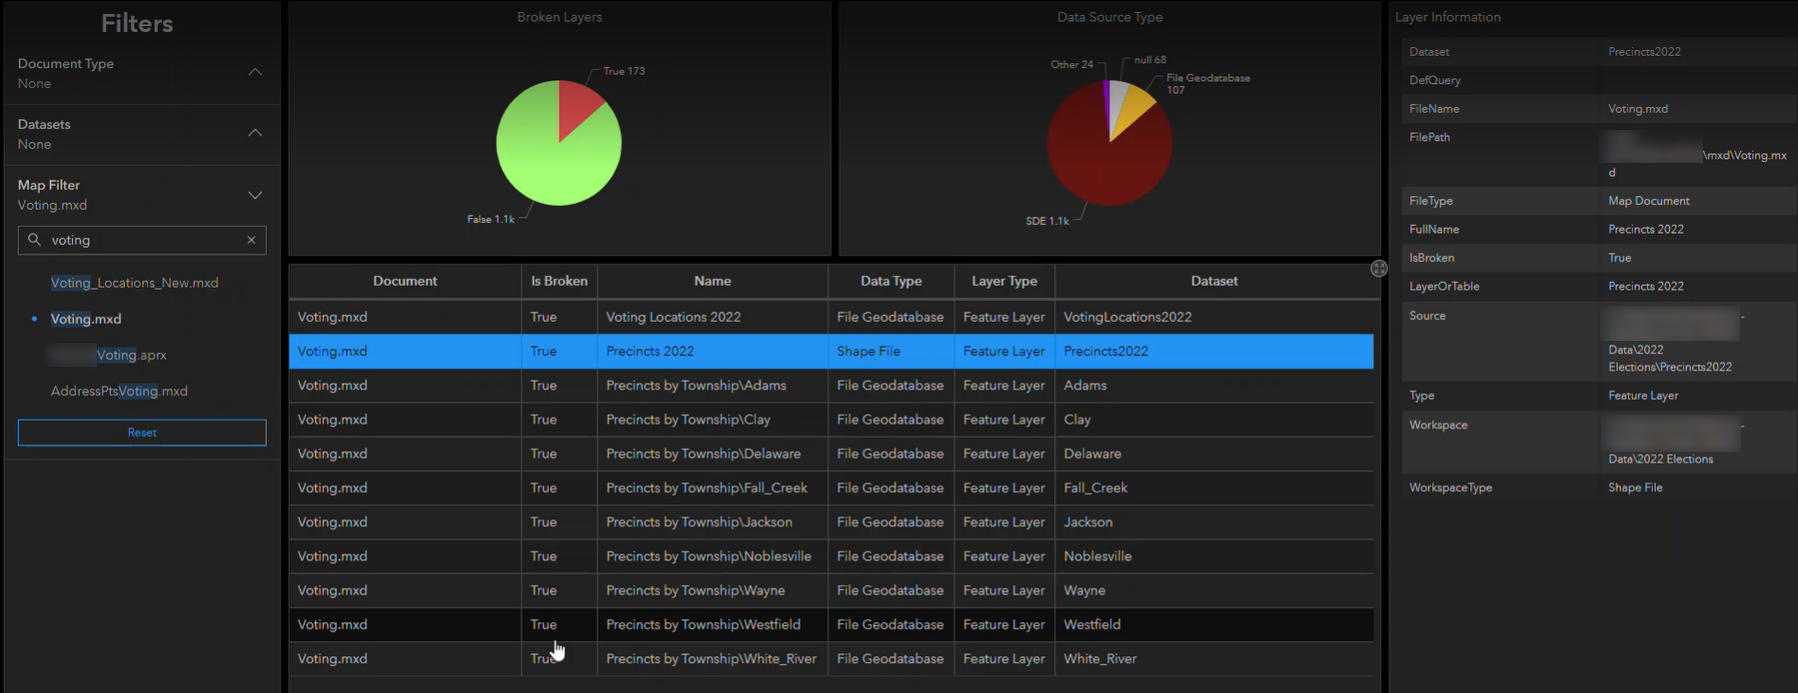 Filters
Document Type
None
Datasets
None
Map Filter
Voting.mxd
voting
Voting_Locations_New.mxd
Voting.mxd
Voting.aprx
AddressPtsVoting.mxd
Reset
Broken Layers
True 173
False 1.1k
Data Source Type
Other 24
null 68
File Geodatabase
107
SDE 1.1k
Document Is Broken Name Data Type Layer Type Dataset
Voting.mxd True Voting Locations 2022 File Geodatabase Feature Layer VotingLocations2022
Voting.mxd True Precincts 2022 Shape File Feature Layer Precincts2022
Voting.mxd True Precincts by Township\Adams File Geodatabase Feature Layer Adams
Voting.mxd True Precincts by Township\Clay File Geodatabase Feature Layer Clay
Voting.mxd True Precincts by Township\Delaware File Geodatabase Feature Layer Delaware
Voting.mxd True Precincts by Township\Fall_Creek File Geodatabase Feature Layer Fall_Creek
Voting.mxd True Precincts by Township\Jackson File Geodatabase Feature Layer Jackson
Voting.mxd True Precincts by Township\Noblesville File Geodatabase Feature Layer Noblesville
Voting.mxd True Precincts by Township\Wayne File Geodatabase Feature Layer Wayne
Voting.mxd True Precincts by Township\Westfield File Geodatabase Feature Layer Westfield
Voting.mxd True Precincts by Township\White_River File Geodatabase Feature Layer White_River
Layer Information
Dataset Precincts2022
DefQuery
FileName Voting.mxd
FilePath \mxd\Voting.mx
d
FileType Map Document
FullName Precincts 2022
IsBroken True
LayerOrTable Precincts 2022
Source -
Data\2022
Elections\Precincts2022
Type Feature Layer
Workspace -
Data\2022 Elections
WorkspaceType Shape File